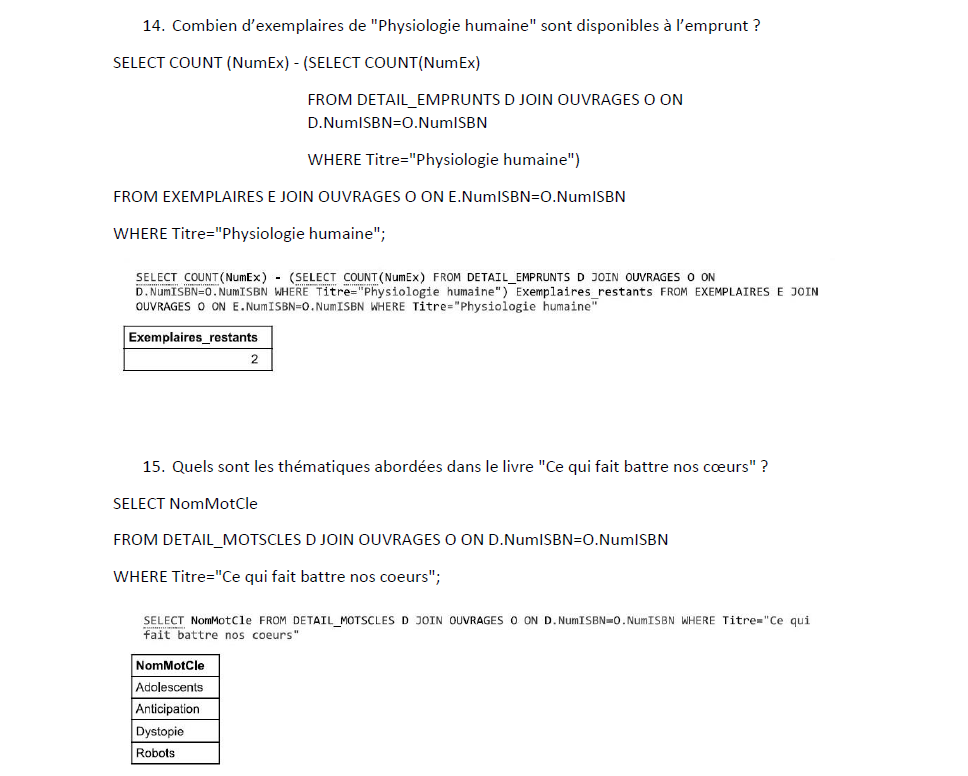 14. Combien d’exemplaires de "Physiologie humaine" sont disponibles à l’emprunt ?
SELECT COUNT (NumEx) - (SELECT COUNT(NumEx)
FROM DETAIL_EMPRUNTS D JOIN OUVRAGES O ON
D.NumISBN=O.NumISBN
WHERE Titre="Physiologie humaine")
FROM EXEMPLAIRES E JOIN OUVRAGES O ON E.NumISBN=O.NumISBN
WHERE Titre="Physiologie humaine";
SELECT COUNT(NumEx) - (SELECT COUNT(NumEx) FROM DETAIL_EMPRUNTS D JOIN OUVRAGES O ON
D.NumISBN=O.NumISBN WHERE Titre="Physiologie humaine") Exemplaires_restants FROM EXEMPLAIRES E JOIN
OUVRAGES O ON E.NumISBN=O.NumISBN WHERE Titre="Physiologie humaine"
Exemplaires_restants
2
15. Quels sont les thématiques abordées dans le livre "Ce qui fait battre nos cœurs" ?
SELECT NomMotCle
FROM DETAIL_MOTSCLES D JOIN OUVRAGES O ON D.NumISBN=O.NumISBN
WHERE Titre="Ce qui fait battre nos coeurs";
SELECT NomMotCle FROM DETAIL_MOTSCLES D JOIN OUVRAGES O ON D.NumISBN=O.NumISBN WHERE Titre="Ce qui
fait battre nos coeurs"
NomMotCle
Adolescents
Anticipation
Dystopie
Robots